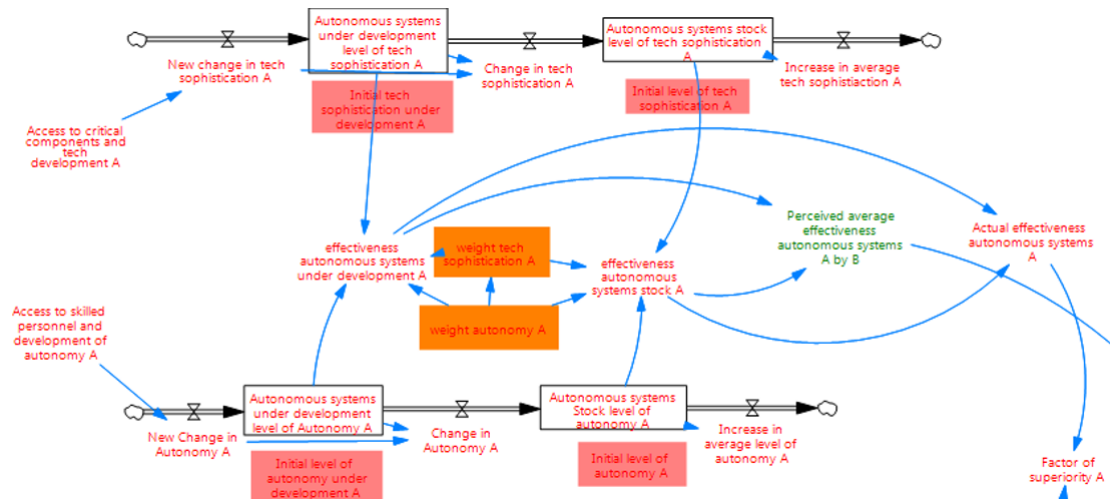 Autonomous systems
under development
level of tech
sophistication A
Autonomous systems stock
level of tech sophistication
A
New change in tech
sophistication A
Change in tech
sophistication A
Increase in average
tech sophistiaction A
Initial tech
sophistication under
development A
Initial level of tech
sophistication A
Access to critical
components and
tech
development A
Perceived average
effectiveness
autonomous systems
A by B
Actual effectiveness
autonomous systems
A
effectiveness
autonomous systems
under development A
weight tech
sophistication A
effectiveness
autonomous
systems stock A
weight autonomy A
Access to skilled
personnel and
development of
autonomy A
Autonomous systems
under development
level of Autonomy A
Autonomous systems
Stock level of
autonomy A
New Change in
Autonomy A
Change in
Autonomy A
Increase in
average level of
autonomy A
Initial level of
autonomy under
development A
Initial level of
autonomy A
Factor of
superiority A